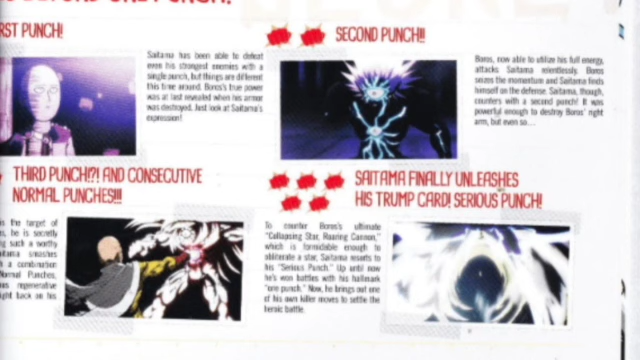 RST PUNCH!
Saitama has been able to defeat
even his strongest enemies with a
single punch, but things are different
this time around. Boros's true power
was at last revealed when his armor
was destroyed. Just look at Saitama's
expression!
SECOND PUNCH!!
Boros, now able to utilize his full energy,
attacks Saitama relentlessly. Boros
seizes the momentum and Saitama finds
himself on the defense. Saitama, though,
counters with a second punch! It was
powerful enough to destroy Boros' right
arm, but even so...
THIRD PUNCH!?! AND CONSECUTIVE
NORMAL PUNCHES!!!
is the target of
he is secretly
such a worthy
smashes
a combination
Normal Punches,
regenerative
back on his
SAITAMA FINALLY UNLEASHES
HIS TRUMP CARD! SERIOUS PUNCH!
To counter Boros's ultimate
"Collapsing Star, Roaring Cannon,"
which is formidable enough to
obliterate a star, Saitama resorts to
his "Serious Punch." Up until now
he's won battles with his hallmark
"one punch." Now, he brings out one
of his own killer moves to settle the
heroic battle.